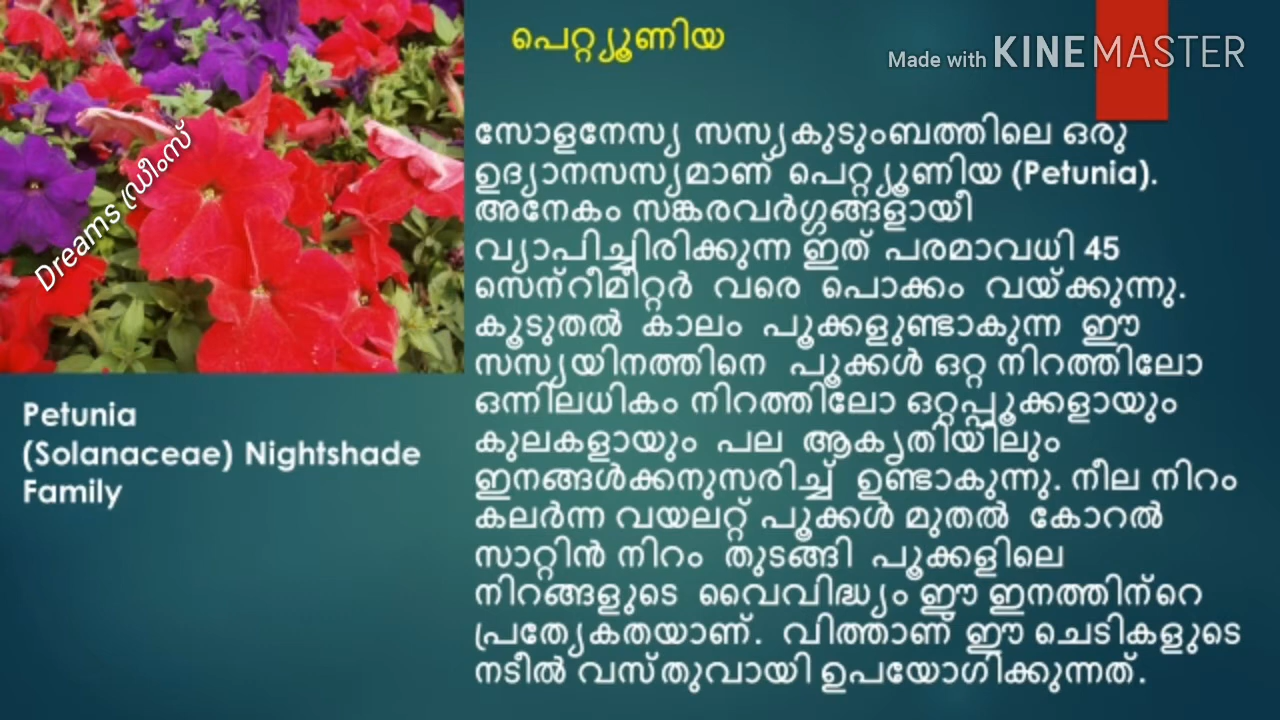 പെറ്റ്യൂണിയ
Made with KINEMASTER
Dreams ഡ്രീംസ്
സോളനേസ്യ സസ്യകുടുംബത്തിലെ ഒരു
ഉദ്യാനസസ്യമാണ് പെറ്റ്യൂണിയ (Petunia).
അനേകം സങ്കരവർഗ്ഗങ്ങളായി
വ്യാപിച്ചിരിക്കുന്ന ഇത് പരമാവധി 45
സെന്റീമീറ്റർ വരെ പൊക്കം വയ്ക്കുന്നു.
കൂടുതൽ കാലം പൂക്കളുണ്ടാകുന്ന ഈ
സസ്യയിനത്തിനെ പൂക്കൾ ഒറ്റ നിറത്തിലോ
ഒന്നിലധികം നിറത്തിലോ ഒറ്റപ്പൂക്കളായും
കുലകളായും പല ആകൃതിയിലും
ഇനങ്ങൾക്കനുസരിച്ച് ഉണ്ടാകുന്നു. നീല നിറം
കലർന്ന വയലറ്റ് പൂക്കൾ മുതൽ കോറൽ
സാറ്റിൻ നിറം തുടങ്ങി പൂക്കളിലെ
നിറങ്ങളുടെ വൈവിദ്ധ്യം ഈ ഇനത്തിന്റെ
പ്രത്യേകതയാണ്. വിത്താണ് ഈ ചെടികളുടെ
നടീൽ വസ്തുവായി ഉപയോഗിക്കുന്നത്.
Petunia
(Solanaceae) Nightshade
Family